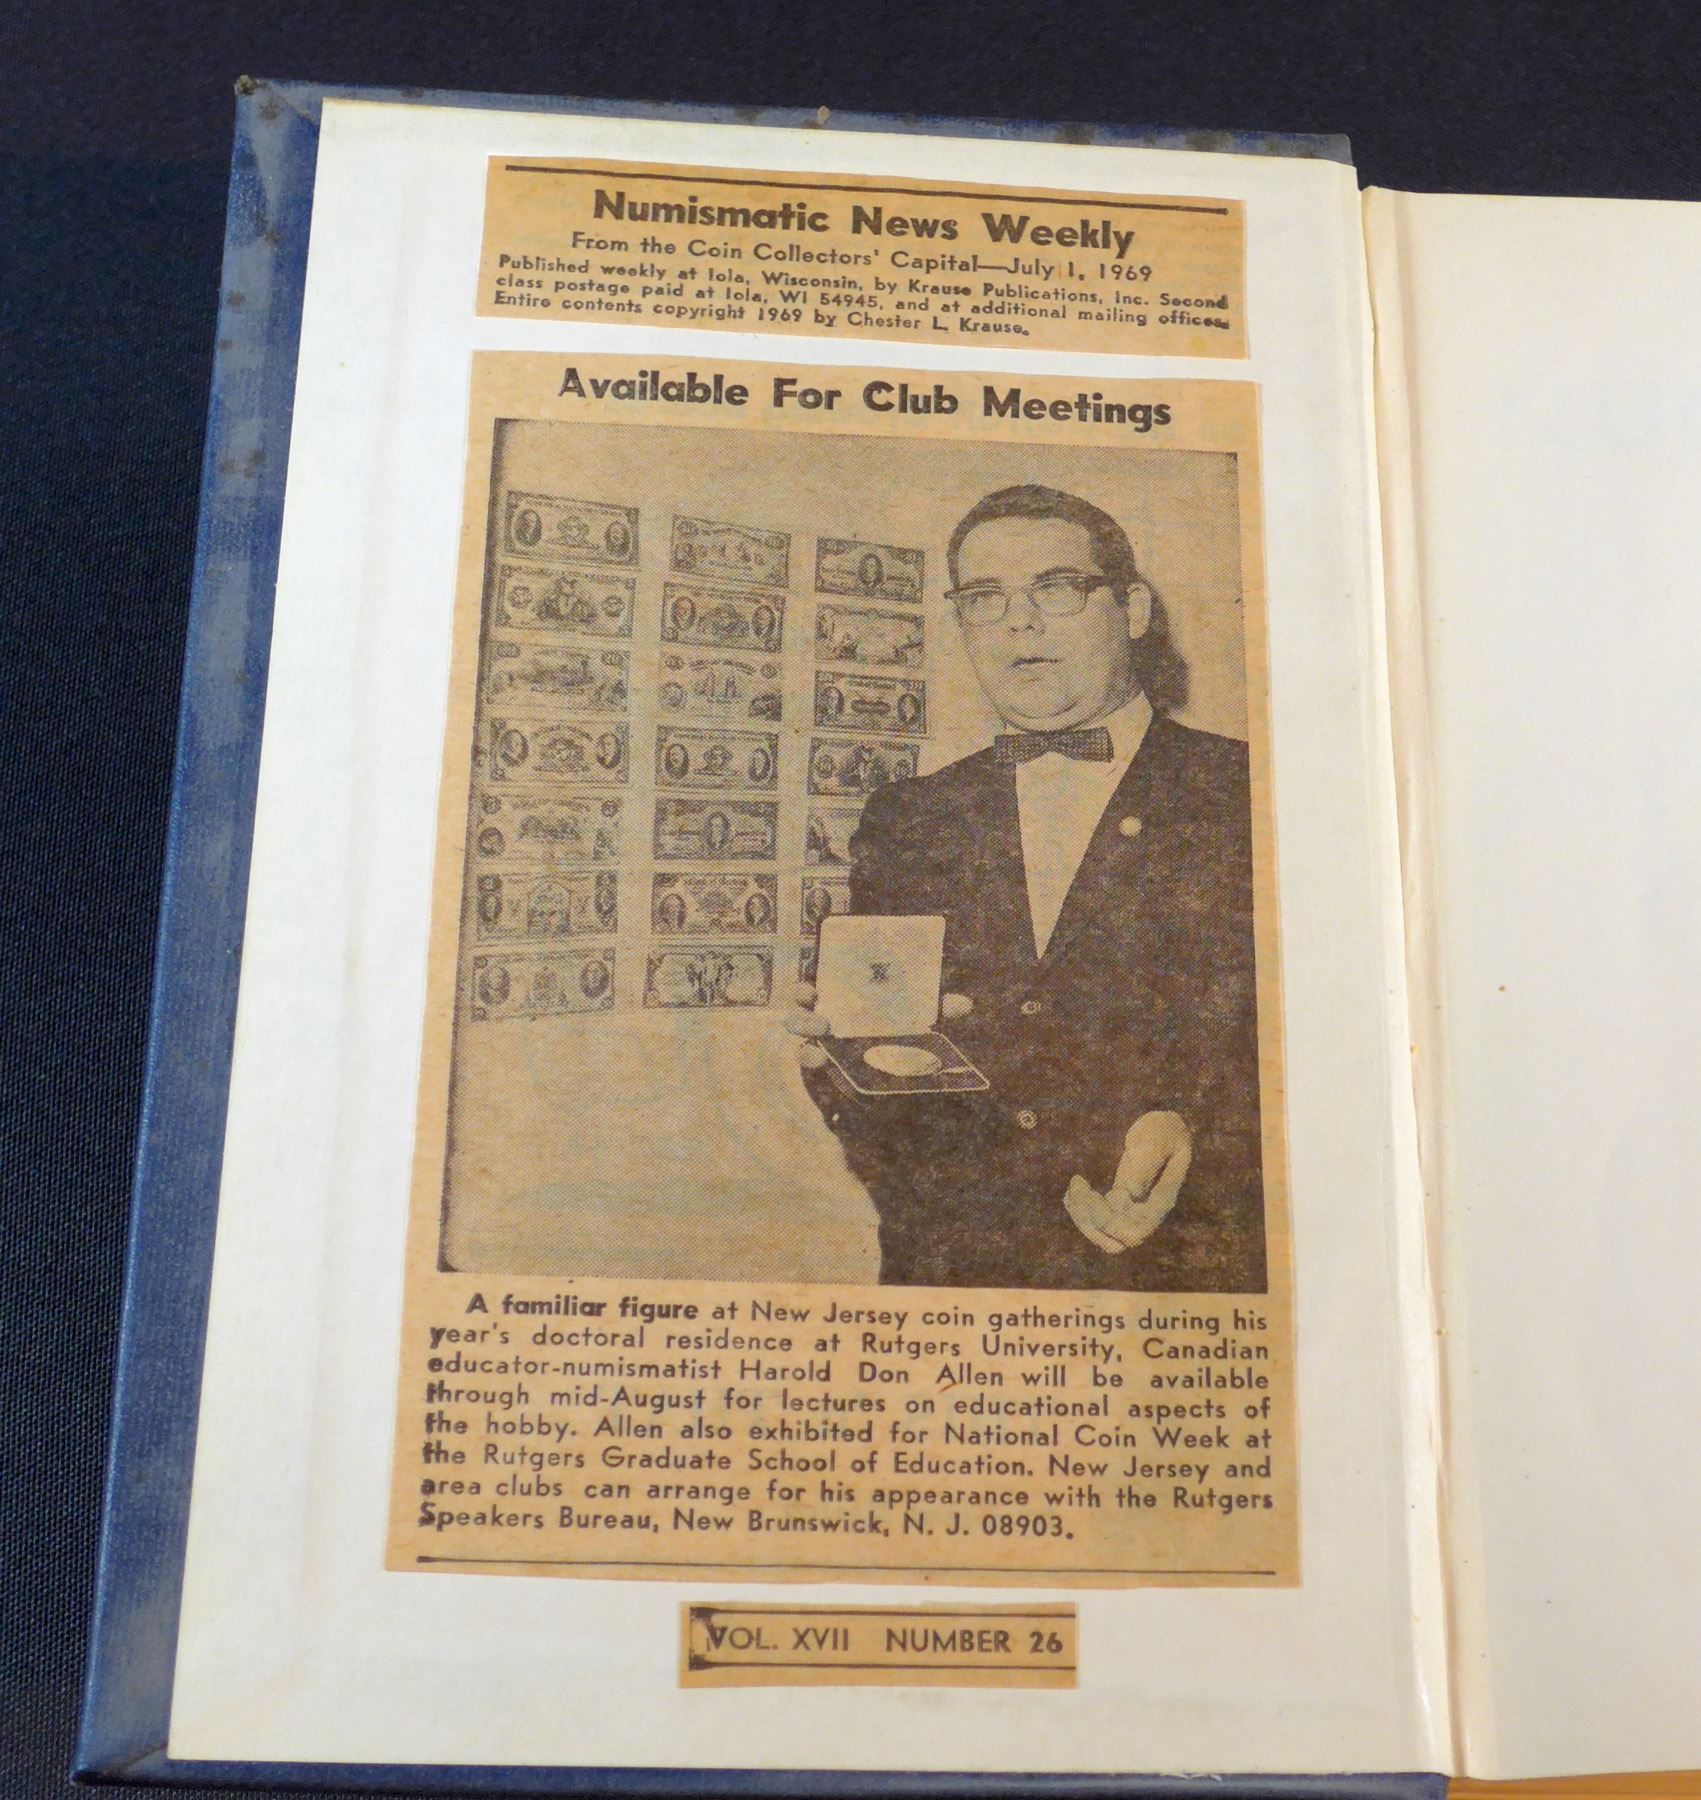 Numismatic News Weekly
From the Coin Collectors' Capital—July 1, 1969
Published weekly at Iola, Wisconsin, by Krause Publications, Inc. Second
class postage paid at Iola, WI 54945, and at additional mailing offices.
Entire contents copyright 1969 by Chester L. Krause.
Available For Club Meetings
A familiar figure at New Jersey coin gatherings during his
year's doctoral residence at Rutgers University, Canadian
educator-numismatist Harold Don Allen will be available
through mid-August for lectures on educational aspects of
the hobby. Allen also exhibited for National Coin Week at
the Rutgers Graduate School of Education. New Jersey and
area clubs can arrange for his appearance with the Rutgers
Speakers Bureau, New Brunswick, N. J. 08903.
VOL. XVII NUMBER 26